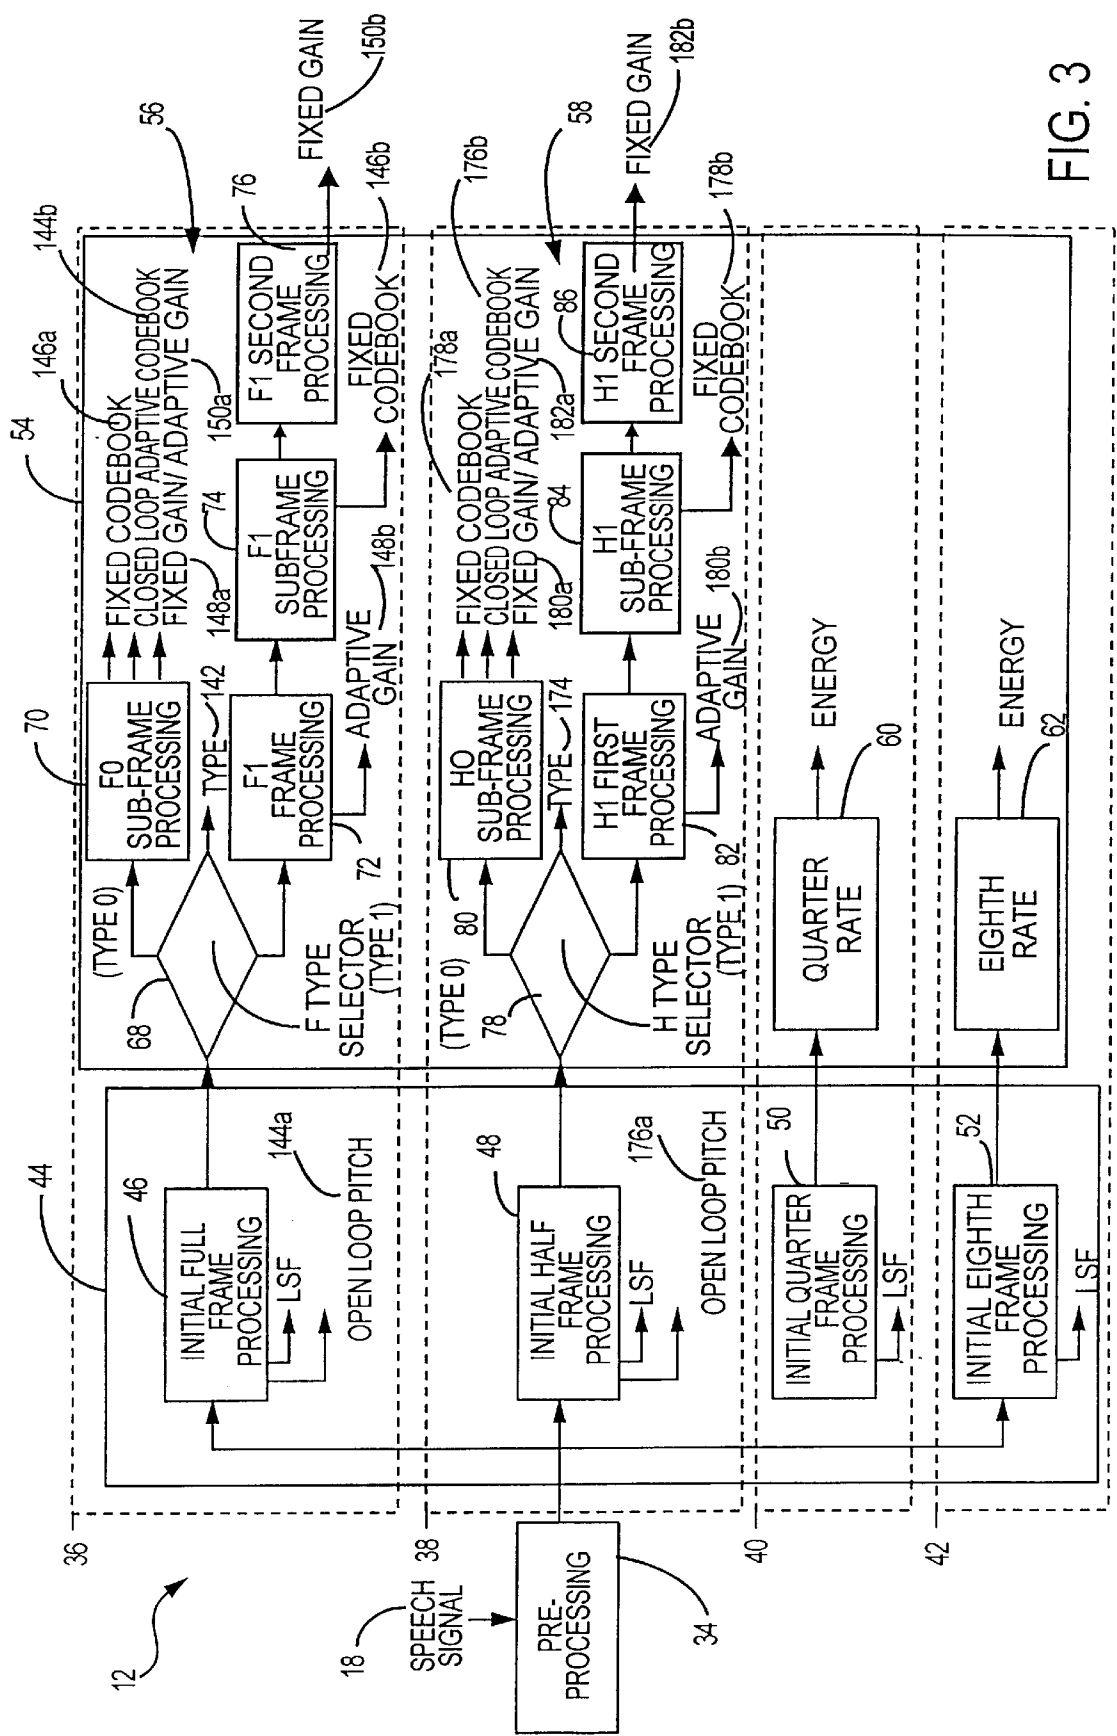 12
36
38
40
42
18
SPEECH
SIGNAL
PRE-
PROCESSING
34
44
46
INITIAL FULL
FRAME
PROCESSING
LSF
144a
OPEN LOOP PITCH
48
INITIAL HALF
FRAME
PROCESSING
LSF
176a
OPEN LOOP PITCH
50
INITIAL QUARTER
FRAME
PROCESSING
LSF
52
INITIAL EIGHTH
FRAME
PROCESSING
LSF
54
56
(TYPE 0)
68
F TYPE
SELECTOR
(TYPE 1)
70
F0
SUB-FRAME
PROCESSING
TYPE
142
FIXED CODEBOOK
CLOSED LOOP ADAPTIVE CODEBOOK
FIXED GAIN/ ADAPTIVE GAIN
146a
144b
148a
150a
72
F1
FRAME
PROCESSING
ADAPTIVE
GAIN
148b
74
F1
SUBFRAME
PROCESSING
FIXED
CODEBOOK
146b
76
F1 SECOND
FRAME
PROCESSING
FIXED GAIN
150b
58
(TYPE 0)
78
H TYPE
SELECTOR
(TYPE 1)
80
HO
SUB-FRAME
PROCESSING
TYPE
174
FIXED CODEBOOK
CLOSED LOOP ADAPTIVE CODEBOOK
FIXED GAIN/ ADAPTIVE GAIN
178a
176b
180a
182a
82
H1 FIRST
FRAME
PROCESSING
ADAPTIVE
GAIN
180b
84
H1
SUB-FRAME
PROCESSING
FIXED
CODEBOOK
178b
86
H1 SECOND
FRAME
PROCESSING
FIXED GAIN
182b
QUARTER
RATE
60
ENERGY
EIGHTH
RATE
62
ENERGY
FIG. 3